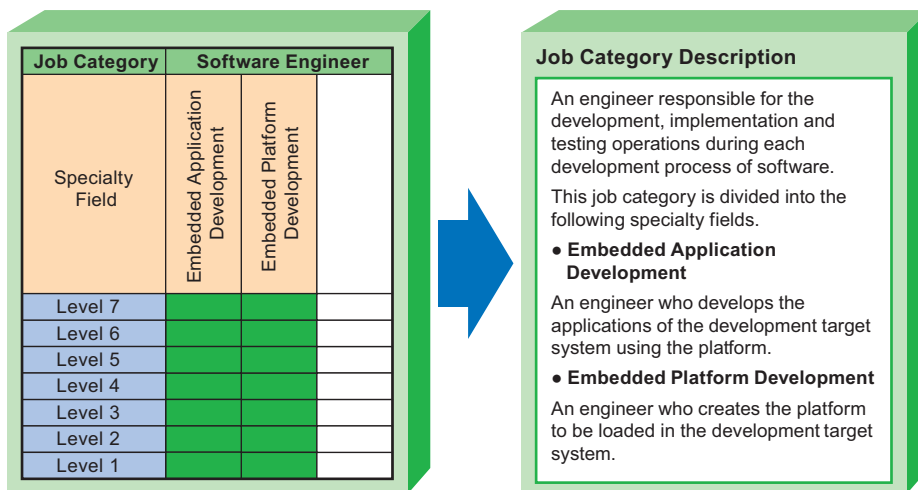 Job Category Software Engineer
Specialty
Field
Embedded Application
Development
Embedded Platform
Development
Level 7
Level 6
Level 5
Level 4
Level 3
Level 2
Level 1
Job Category Description
An engineer responsible for the
development, implementation and
testing operations during each
development process of software.
This job category is divided into the
following specialty fields.
● Embedded Application
Development
An engineer who develops the
applications of the development target
system using the platform.
● Embedded Platform Development
An engineer who creates the platform
to be loaded in the development target
system.